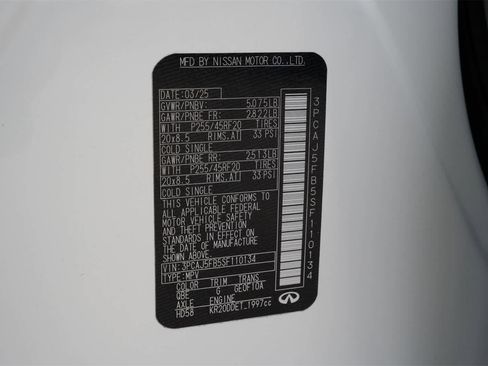 MFD BY NISSAN MOTOR CO.,LTD.
DATE: 03/25
GVWR/PNBV: 5075LB
GAWR/PNBE FR: 2822LB
WITH P255/45RF20 TIRES
20x8.5 RIMS,AT 33 PSI
COLD SINGLE
GAWR/PNBE RR: 2513LB
WITH P255/45RF20 TIRES
20x8.5 RIMS,AT 33 PSI
COLD SINGLE
THIS VEHICLE CONFORMS TO
ALL APPLICABLE FEDERAL
MOTOR VEHICLE SAFETY
AND THEFT PREVENTION
STANDARDS IN EFFECT ON
THE DATE OF MANUFACTURE
SHOWN ABOVE.
VIN: 3PCAJ5FB5SF110134
TYPE: MPV
COLOR TRIM TRANS
QBE G GE0F10A
AXLE ENGINE
HD58 KR20DDET 1997cc
3PCAJ5FB5SF110134
INFINITI